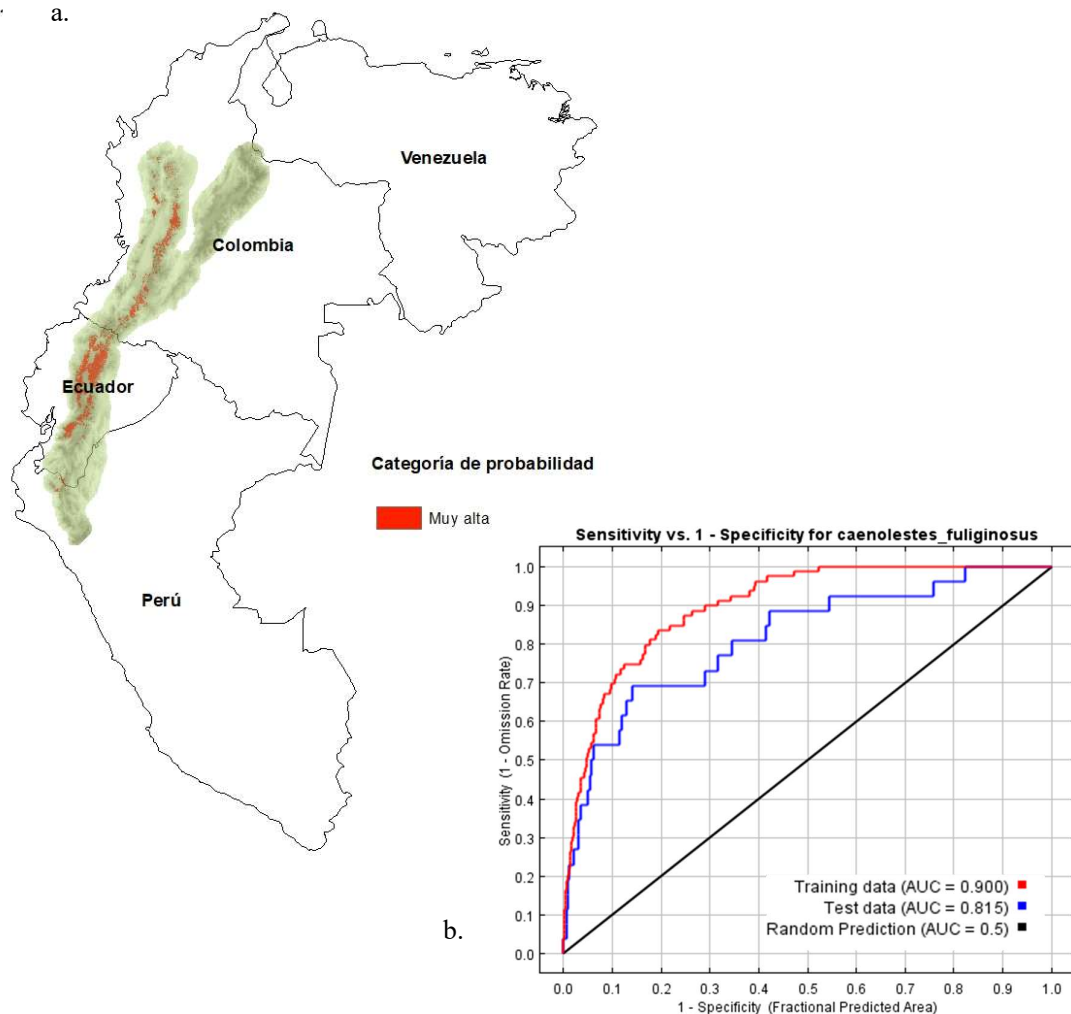 a.
Venezuela
Colombia
Ecuador
Categoría de probabilidad
Muy alta
Perú
b.
Sensitivity vs. 1 - Specificity for caenolestes_fuliginosus
Sensitivity (1 - Omission Rate)
1.0
0.9
0.8
0.7
0.6
0.5
0.4
0.3
0.2
0.1
0.0
Training data (AUC = 0.900)
Test data (AUC = 0.815)
Random Prediction (AUC = 0.5)
0.0 0.1 0.2 0.3 0.4 0.5 0.6 0.7 0.8 0.9 1.0
1 - Specificity (Fractional Predicted Area)